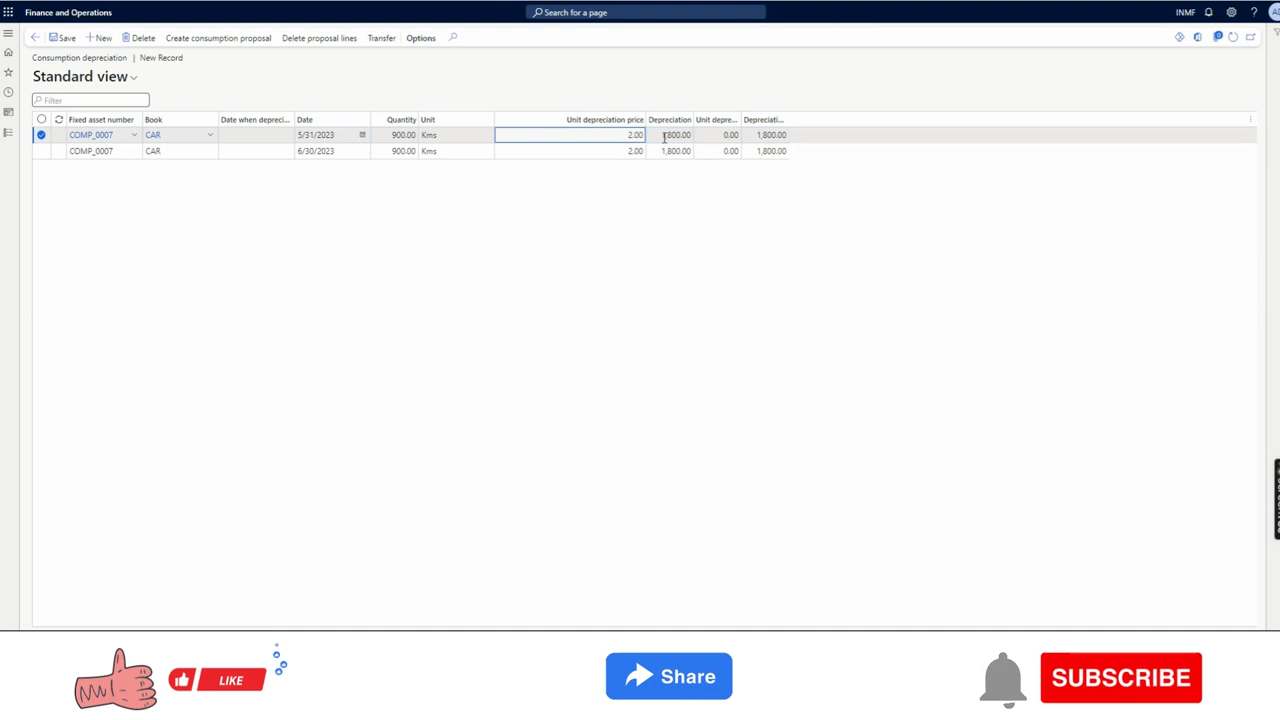 Finance and Operations
Search for a page
INMF
?
Save
New
Delete
Create consumption proposal
Delete proposal lines
Transfer
Options
Consumption depreciation | New Record
Standard view
Filter
Fixed asset number Book Date when depreci... Date Quantity Unit Unit depreciation price Depreciation Unit depre... Depreciati...
COMP_0007 CAR 5/31/2023 900.00 Kms 2.00 1,800.00 0.00 1,800.00
COMP_0007 CAR 6/30/2023 900.00 Kms 2.00 1,800.00 0.00 1,800.00
LIKE
Share
SUBSCRIBE